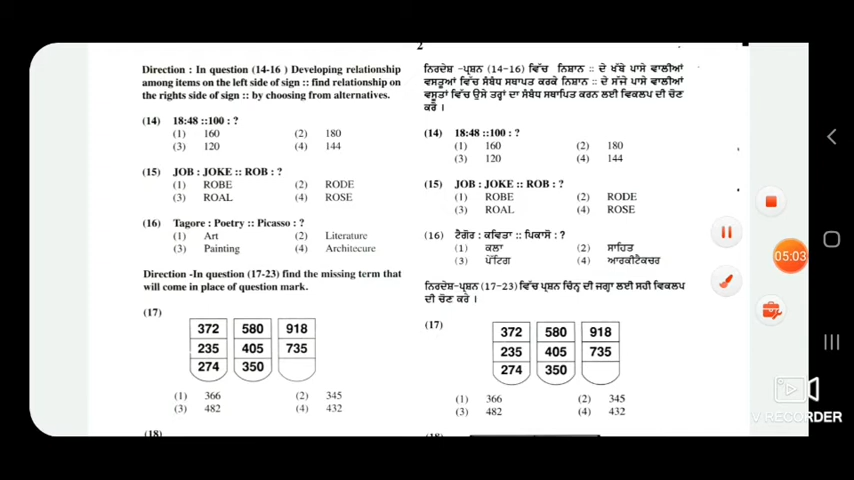 2
Direction : In question (14-16 ) Developing relationship
among items on the left side of sign :: find relationship on
the rights side of sign :: by choosing from alternatives.
(14) 18:48 ::100 : ?
(1) 160 (2) 180
(3) 120 (4) 144
(15) JOB : JOKE :: ROB : ?
(1) ROBE (2) RODE
(3) ROAL (4) ROSE
(16) Tagore : Poetry :: Picasso : ?
(1) Art (2) Literature
(3) Painting (4) Architecure
Direction -In question (17-23) find the missing term that
will come in place of question mark.
(17)
372 580 918
235 405 735
274 350
(1) 366 (2) 345
(3) 482 (4) 432
(18)
ਨਿਰਦੇਸ਼ -ਪ੍ਰਸ਼ਨ (14-16) ਵਿੱਚ ਨਿਸ਼ਾਨ :: ਦੇ ਖੱਬੇ ਪਾਸੇ ਵਾਲੀਆਂ
ਵਸਤੂਆਂ ਵਿੱਚ ਸੰਬੰਧ ਸਥਾਪਤ ਕਰਕੇ ਨਿਸ਼ਾਨ :: ਦੇ ਸੱਜੇ ਪਾਸੇ ਵਾਲੀਆਂ
ਵਸਤੂਤਾਂ ਵਿੱਚ ਉਸੇ ਤਰ੍ਹਾਂ ਦਾ ਸੰਬੰਧ ਸਥਾਪਿਤ ਕਰਨ ਲਈ ਵਿਕਲਪ ਦੀ ਚੋਣ
ਕਰੋ ।
(14) 18:48 ::100 : ?
(1) 160 (2) 180
(3) 120 (4) 144
(15) JOB : JOKE :: ROB : ?
(1) ROBE (2) RODE
(3) ROAL (4) ROSE
(16) ਟੈਗੋਰ : ਕਵਿਤਾ :: ਪਿਕਾਸੋ : ?
(1) ਕਲਾ (2) ਸਾਹਿਤ
(3) ਪੇਂਟਿਗ (4) ਆਰਕੀਟੈਕਚਰ
ਨਿਰਦੇਸ਼-ਪ੍ਰਸ਼ਨ (17-23) ਵਿੱਚ ਪ੍ਰਸ਼ਨ ਚਿੰਨ੍ਹ ਦੀ ਜਗ੍ਹਾ ਲਈ ਸਹੀ ਵਿਕਲਪ
ਦੀ ਚੋਣ ਕਰੋ ।
(17)
372 580 918
235 405 735
274 350
(1) 366 (2) 345
(3) 482 (4) 432
(18)
05:03
V RECORDER